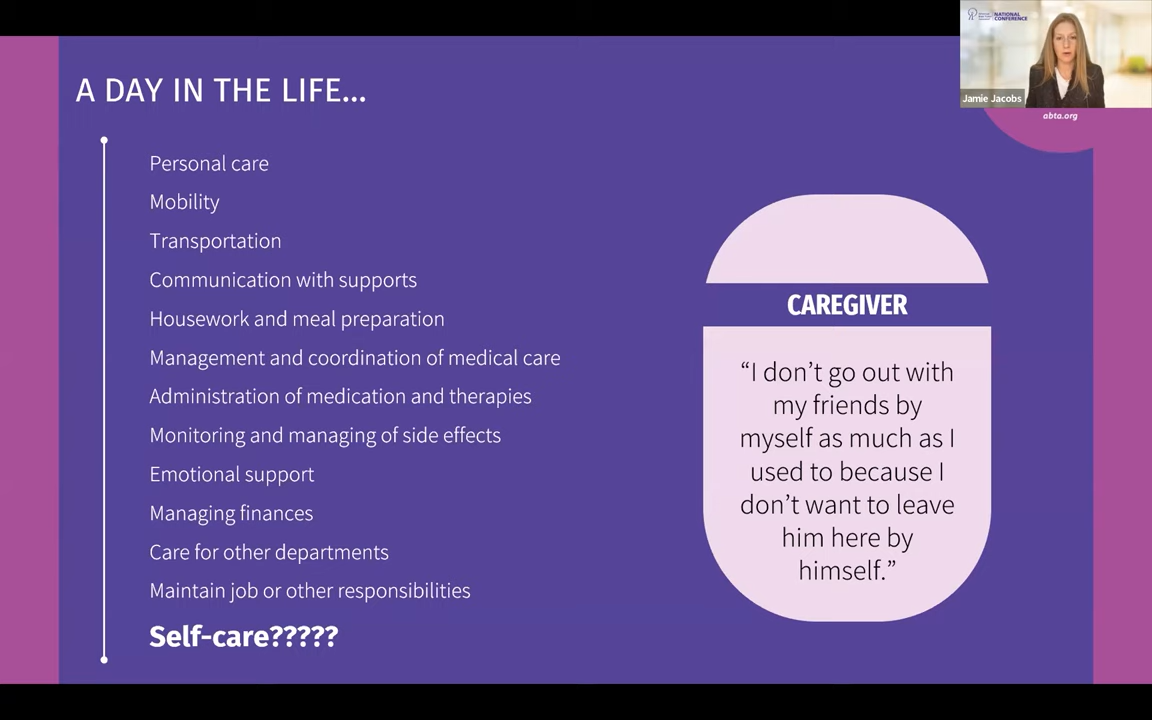 NATIONAL
CONFERENCE
Jamie Jacobs
abta.org
A DAY IN THE LIFE...
Personal care
Mobility
Transportation
Communication with supports
Housework and meal preparation
Management and coordination of medical care
Administration of medication and therapies
Monitoring and managing of side effects
Emotional support
Managing finances
Care for other departments
Maintain job or other responsibilities
Self-care?????
CAREGIVER
“I don’t go out with
my friends by
myself as much as I
used to because I
don’t want to leave
him here by
himself.”